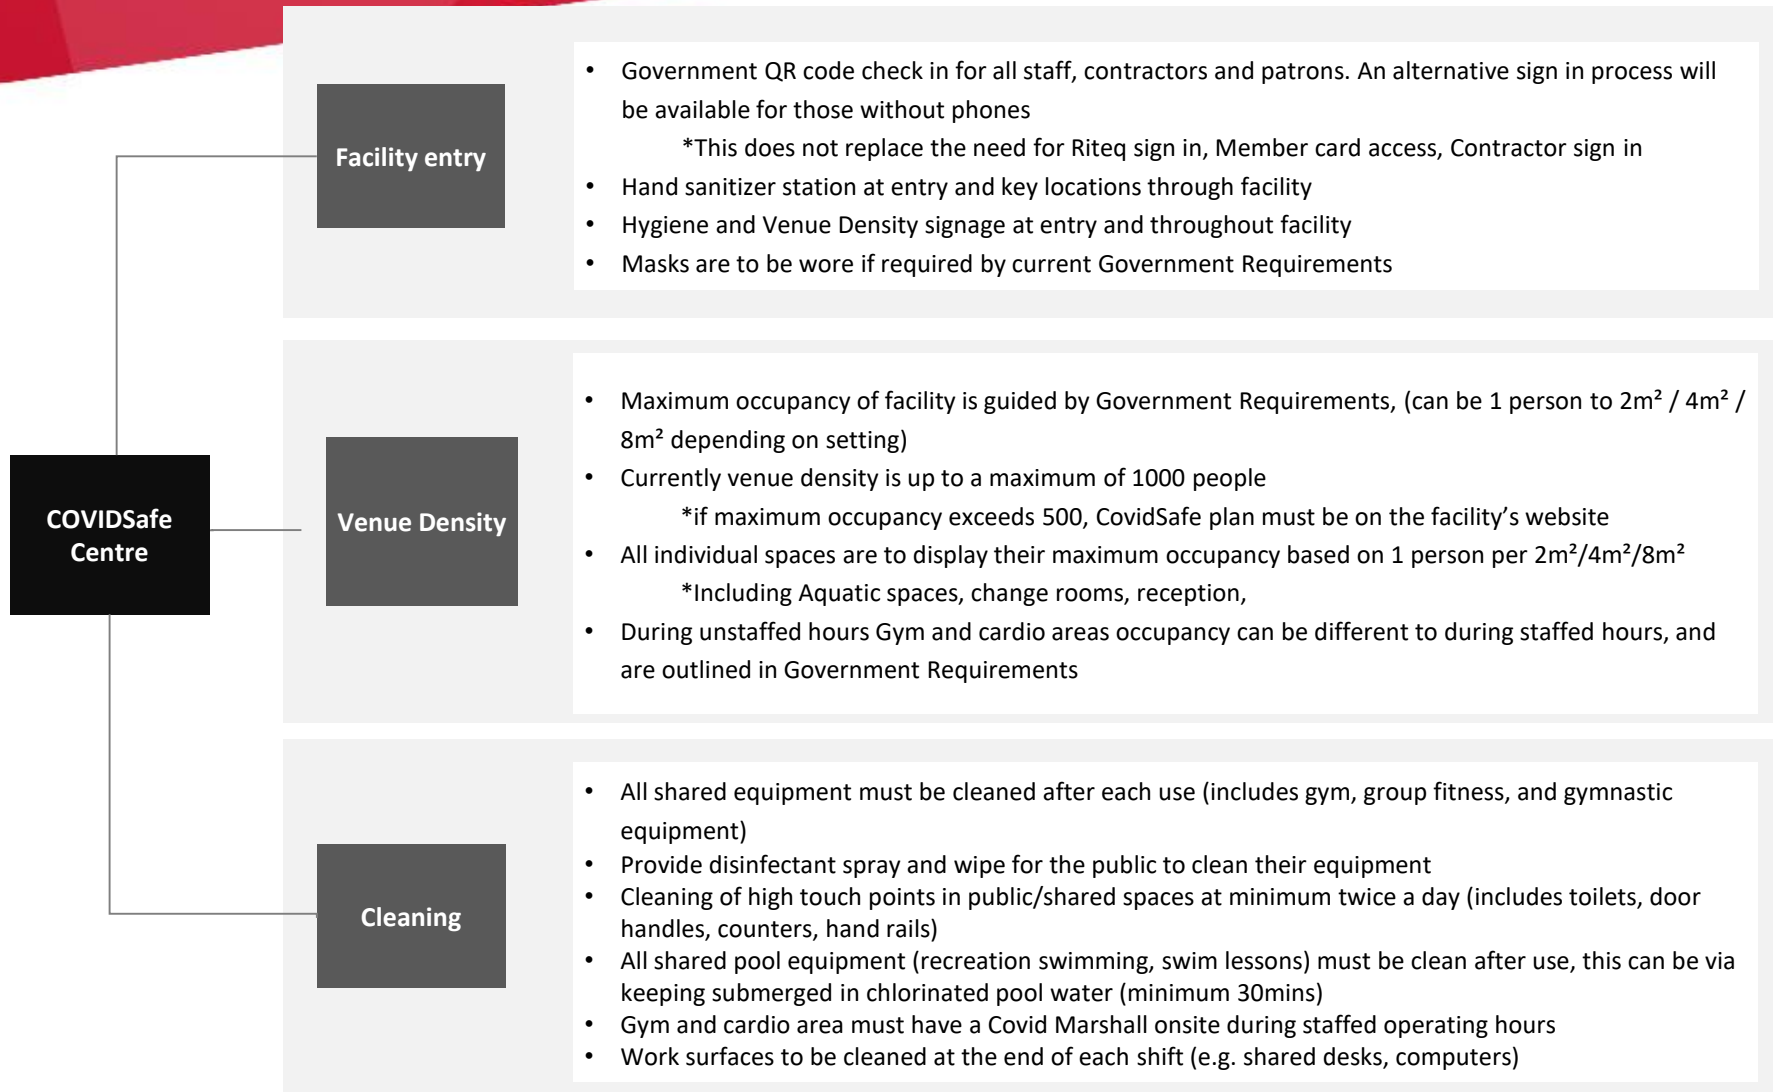 COVIDSafe
Centre
Facility entry
• Government QR code check in for all staff, contractors and patrons. An alternative sign in process will
be available for those without phones
*This does not replace the need for Riteq sign in, Member card access, Contractor sign in
• Hand sanitizer station at entry and key locations through facility
• Hygiene and Venue Density signage at entry and throughout facility
• Masks are to be wore if required by current Government Requirements
Venue Density
• Maximum occupancy of facility is guided by Government Requirements, (can be 1 person to 2m² / 4m² /
8m² depending on setting)
• Currently venue density is up to a maximum of 1000 people
*if maximum occupancy exceeds 500, CovidSafe plan must be on the facility’s website
• All individual spaces are to display their maximum occupancy based on 1 person per 2m²/4m²/8m²
*Including Aquatic spaces, change rooms, reception,
• During unstaffed hours Gym and cardio areas occupancy can be different to during staffed hours, and
are outlined in Government Requirements
Cleaning
• All shared equipment must be cleaned after each use (includes gym, group fitness, and gymnastic
equipment)
• Provide disinfectant spray and wipe for the public to clean their equipment
• Cleaning of high touch points in public/shared spaces at minimum twice a day (includes toilets, door
handles, counters, hand rails)
• All shared pool equipment (recreation swimming, swim lessons) must be clean after use, this can be via
keeping submerged in chlorinated pool water (minimum 30mins)
• Gym and cardio area must have a Covid Marshall onsite during staffed operating hours
• Work surfaces to be cleaned at the end of each shift (e.g. shared desks, computers)